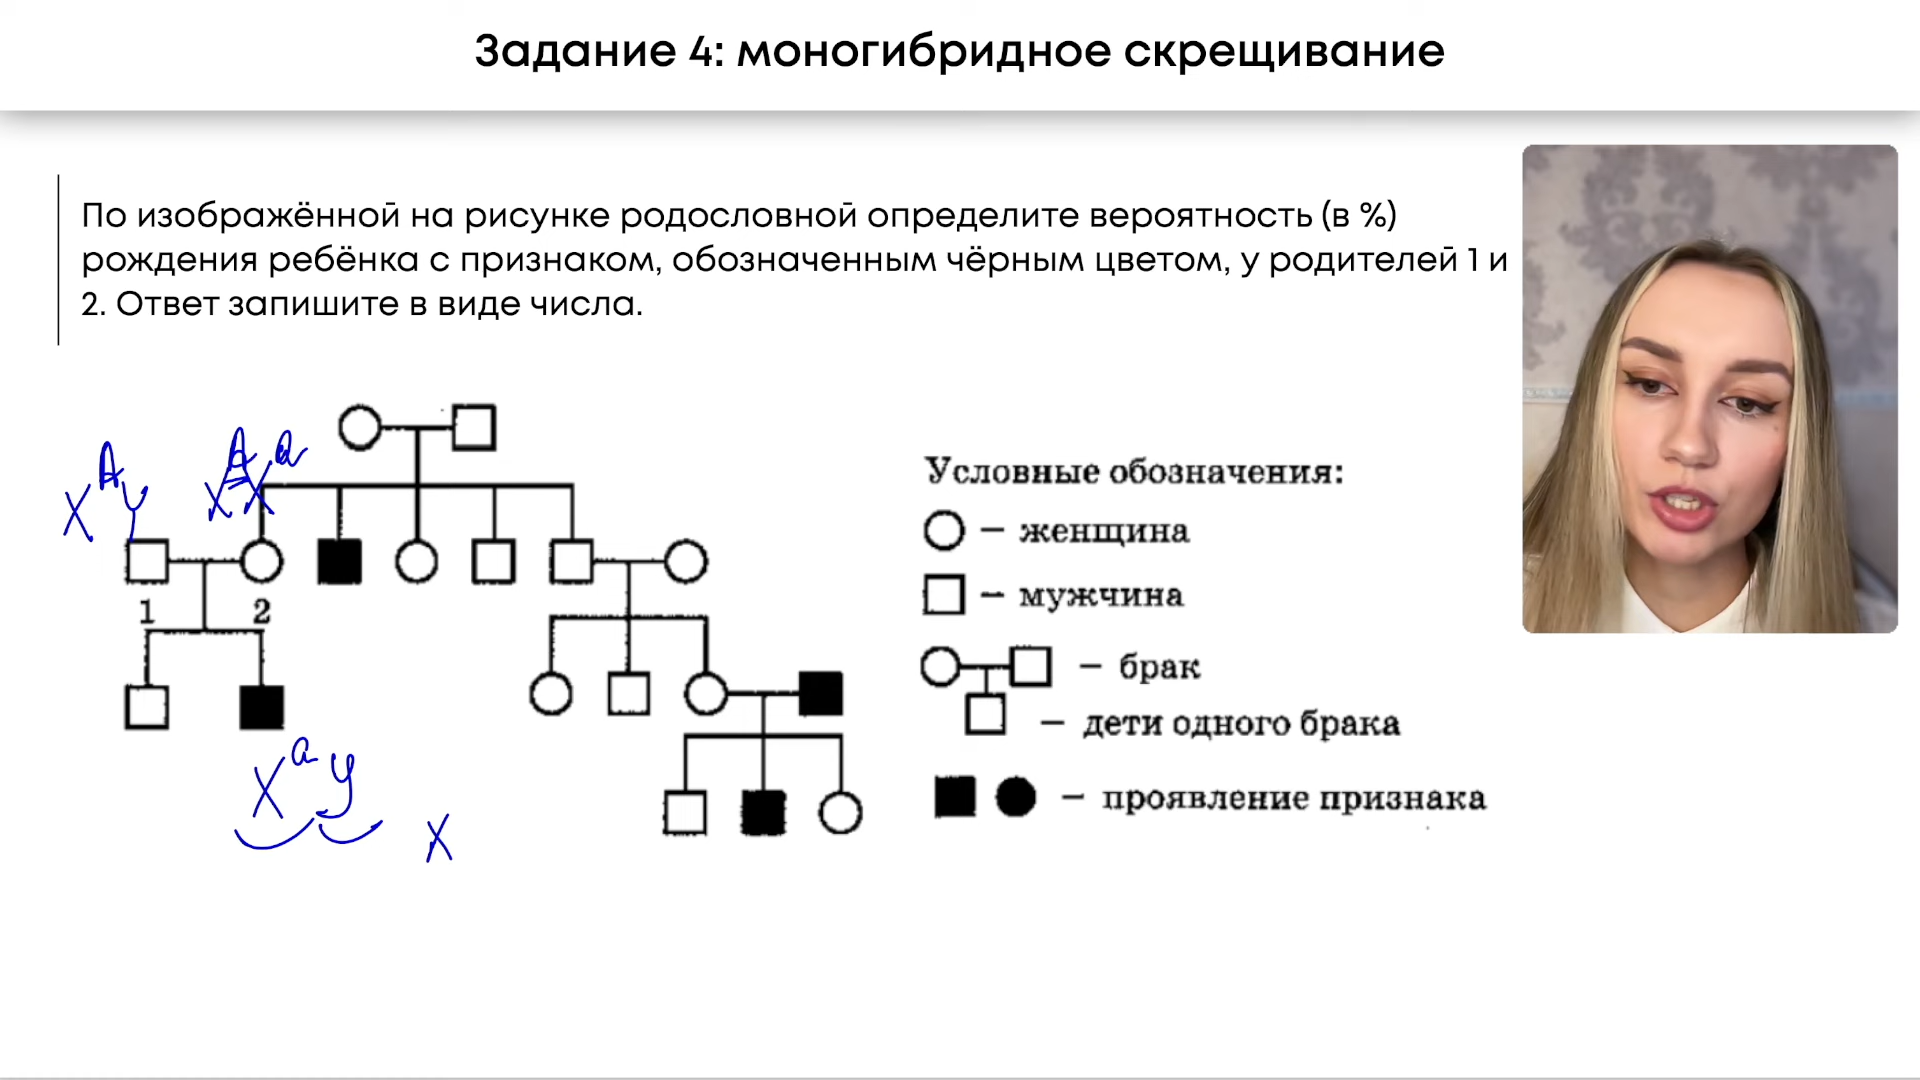 Задание 4: моногибридное скрещивание
По изображённой на рисунке родословной определите вероятность (в %)
рождения ребёнка с признаком, обозначенным чёрным цветом, у родителей 1 и
2. Ответ запишите в виде числа.
X^A Y
X^A X^a
1
2
X^a Y
X
Условные обозначения:
– женщина
– мужчина
– брак
– дети одного брака
– проявление признака